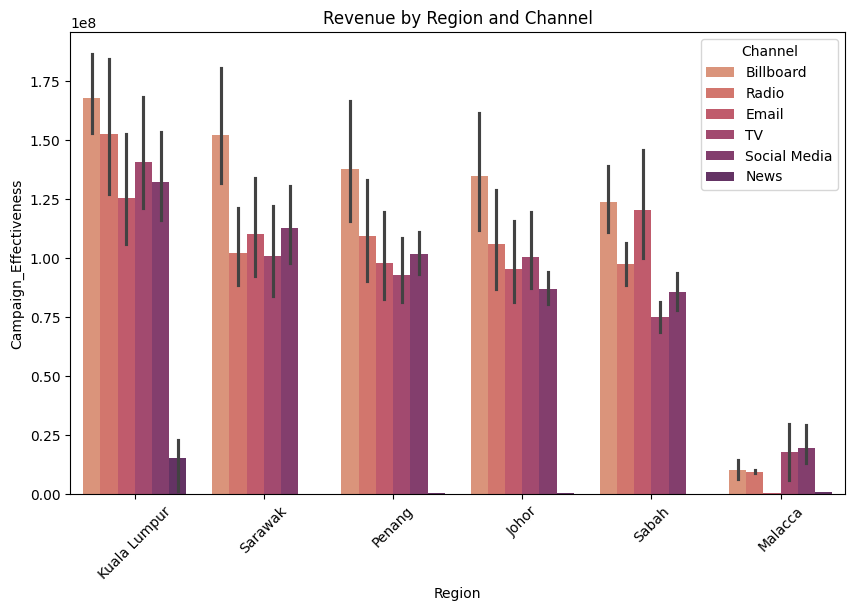 Revenue by Region and Channel
1e8
Campaign_Effectiveness
1.75
1.50
1.25
1.00
0.75
0.50
0.25
0.00
Channel
Billboard
Radio
Email
TV
Social Media
News
Kuala Lumpur
Sarawak
Penang
Johor
Sabah
Malacca
Region